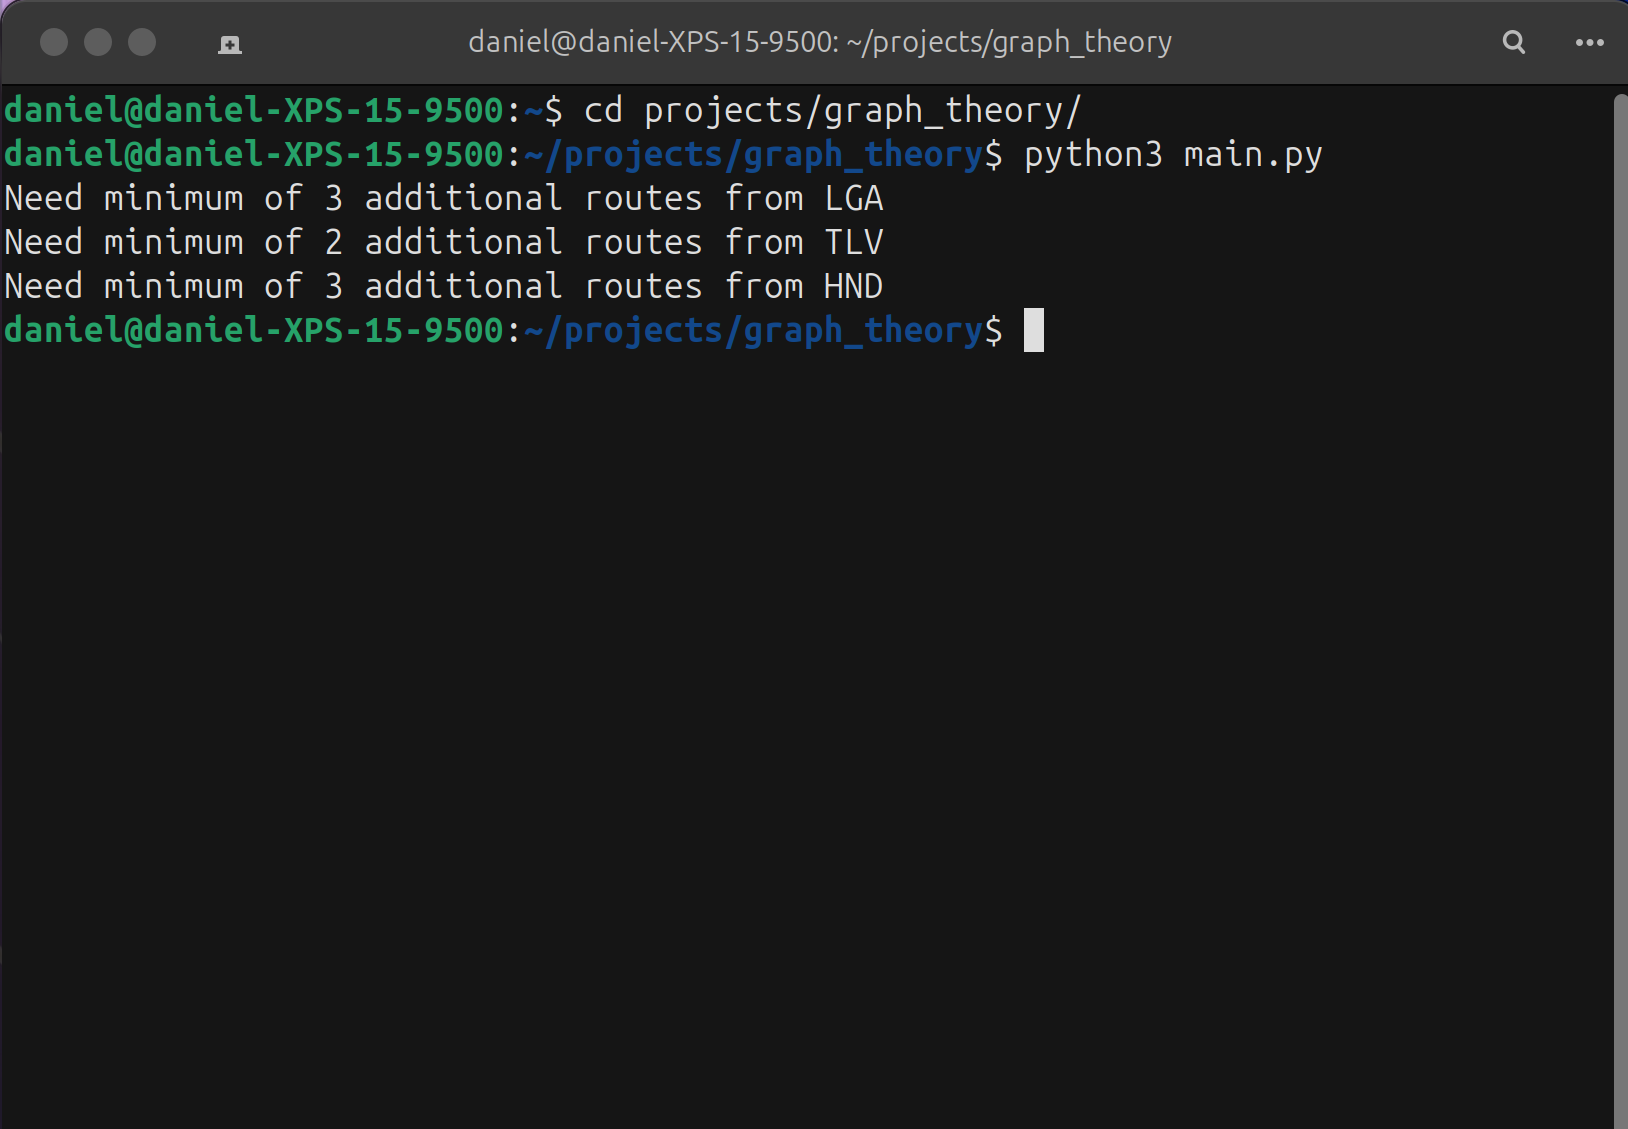 daniel@daniel-XPS-15-9500: ~/projects/graph_theory
daniel@daniel-XPS-15-9500:~$ cd projects/graph_theory/
daniel@daniel-XPS-15-9500:~/projects/graph_theory$ python3 main.py
Need minimum of 3 additional routes from LGA
Need minimum of 2 additional routes from TLV
Need minimum of 3 additional routes from HND
daniel@daniel-XPS-15-9500:~/projects/graph_theory$